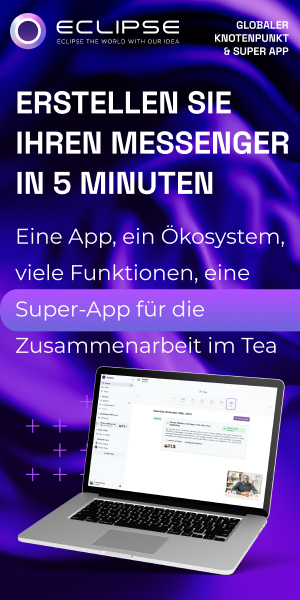 ECLIPSE
ECLIPSE THE WORLD WITH OUR IDEA
GLOBALER
KNOTENPUNKT
& SUPER APP
ERSTELLEN SIE
IHREN MESSENGER
IN 5 MINUTEN
Eine App, ein Ökosystem,
viele Funktionen, eine
Super-App für die
Zusammenarbeit im Tea